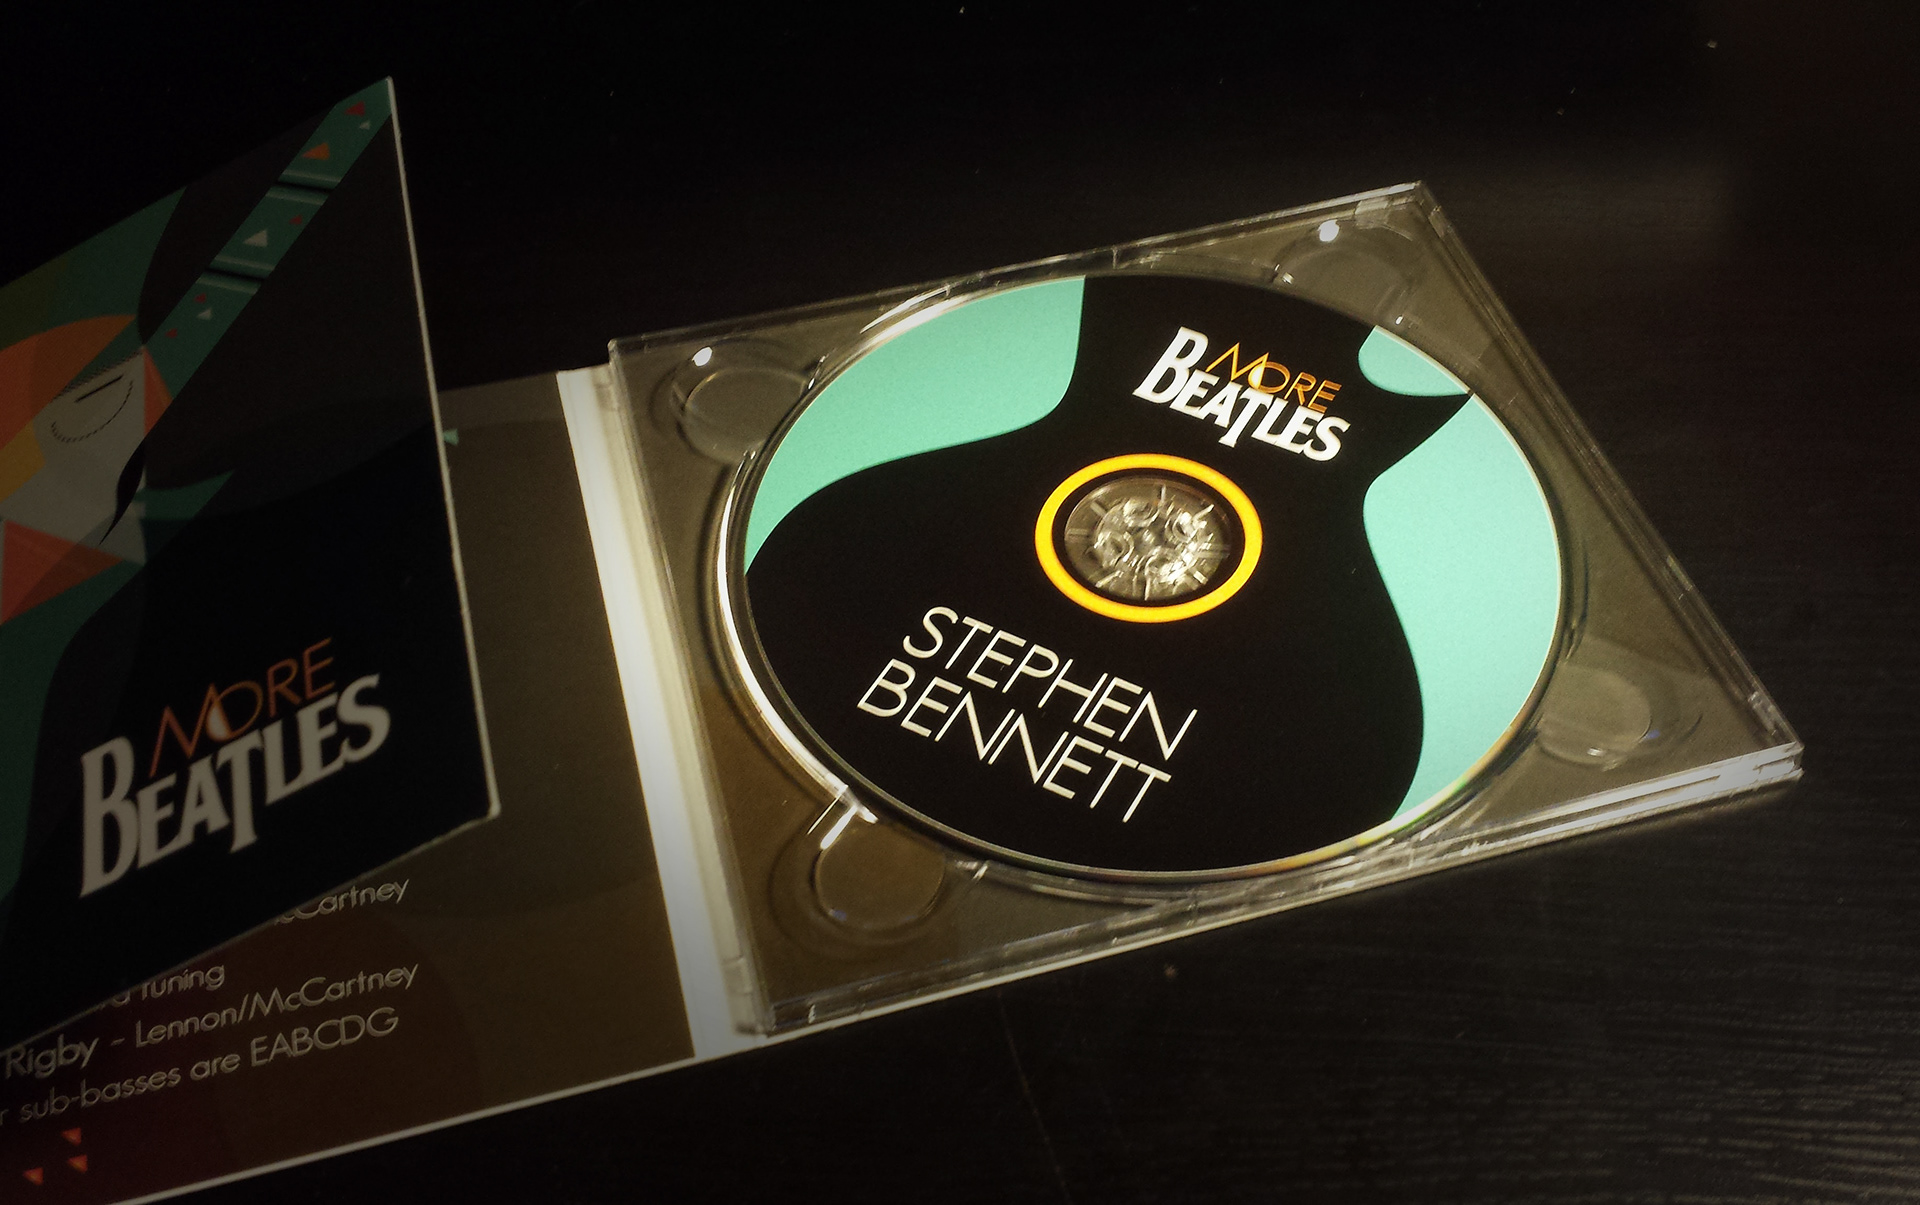 MORE
BEATLES
McCartney
Tuning
Rigby - Lennon/McCartney
sub-basses are EABCDG
MORE
BEATLES
STEPHEN
BENNETT